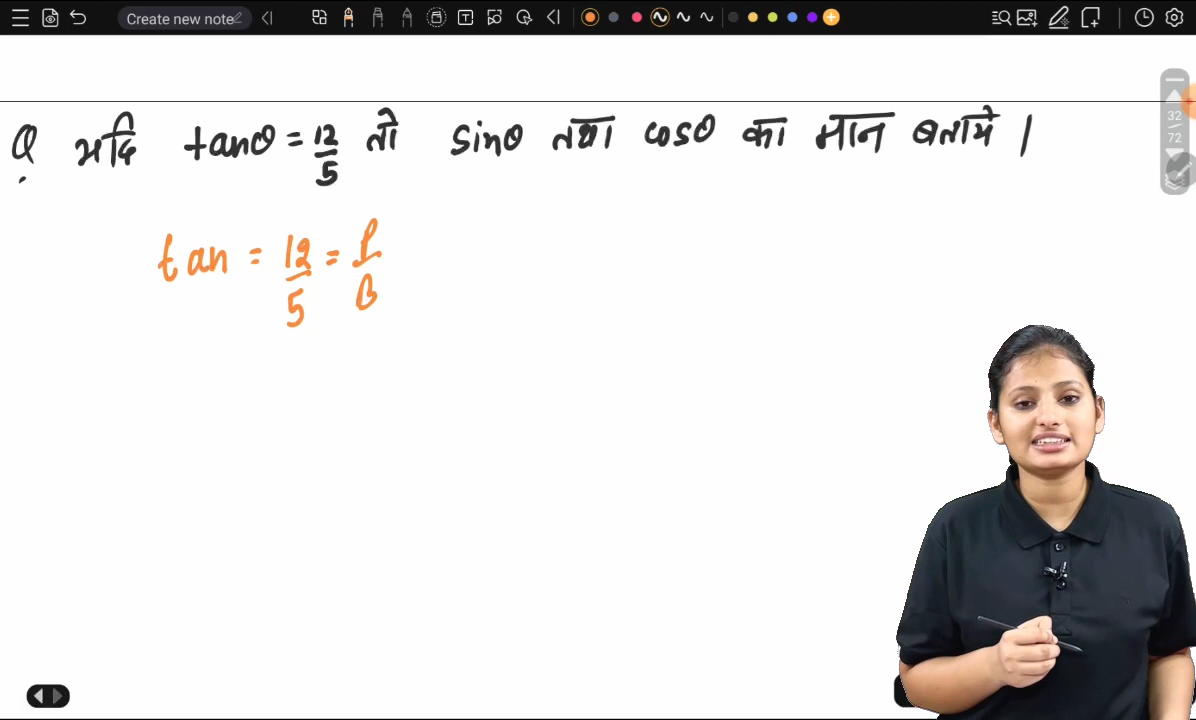 Create new note
32
72
Q. यदि tanθ = 12/5 तो sinθ तथा cosθ का मान बताये |
tan = 12/5 = P/B